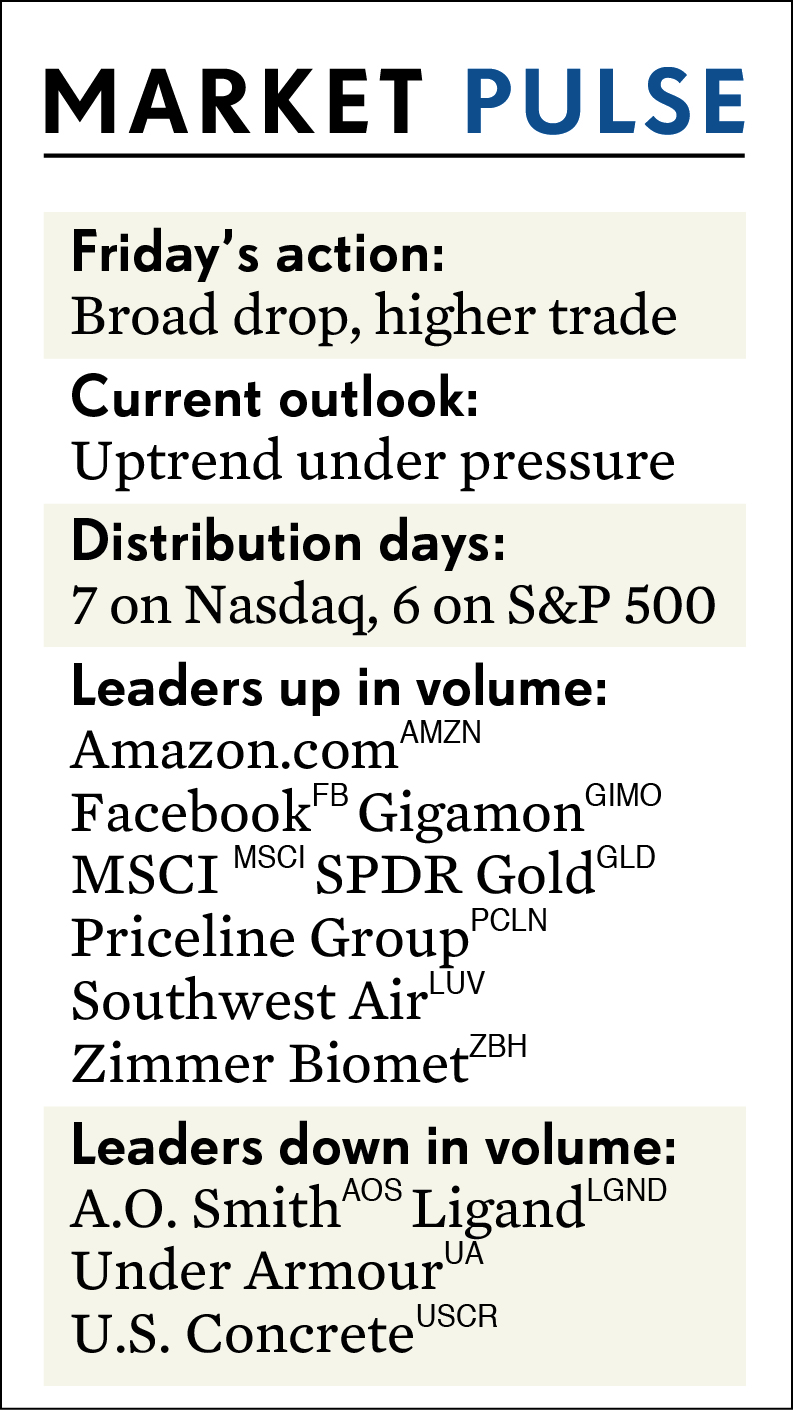 MARKET PULSE
Friday’s action:
Broad drop, higher trade
Current outlook:
Uptrend under pressure
Distribution days:
7 on Nasdaq, 6 on S&P 500
Leaders up in volume:
Amazon.com AMZN
Facebook FB Gigamon GIMO
MSCI MSCI SPDR Gold GLD
Priceline Group PCLN
Southwest Air LUV
Zimmer Biomet ZBH
Leaders down in volume:
A.O. Smith AOS Ligand LGND
Under Armour UA
U.S. Concrete USCR